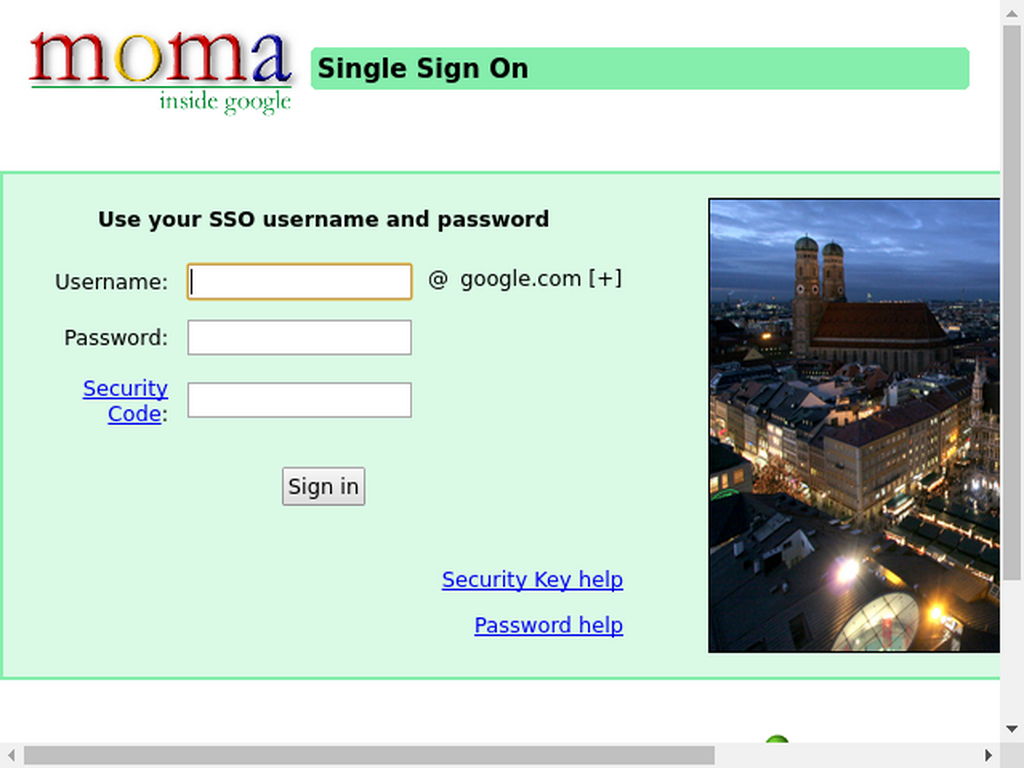 moma
inside google
Single Sign On
Use your SSO username and password
Username:
@ google.com [+]
Password:
Security
Code:
Sign in
Security Key help
Password help